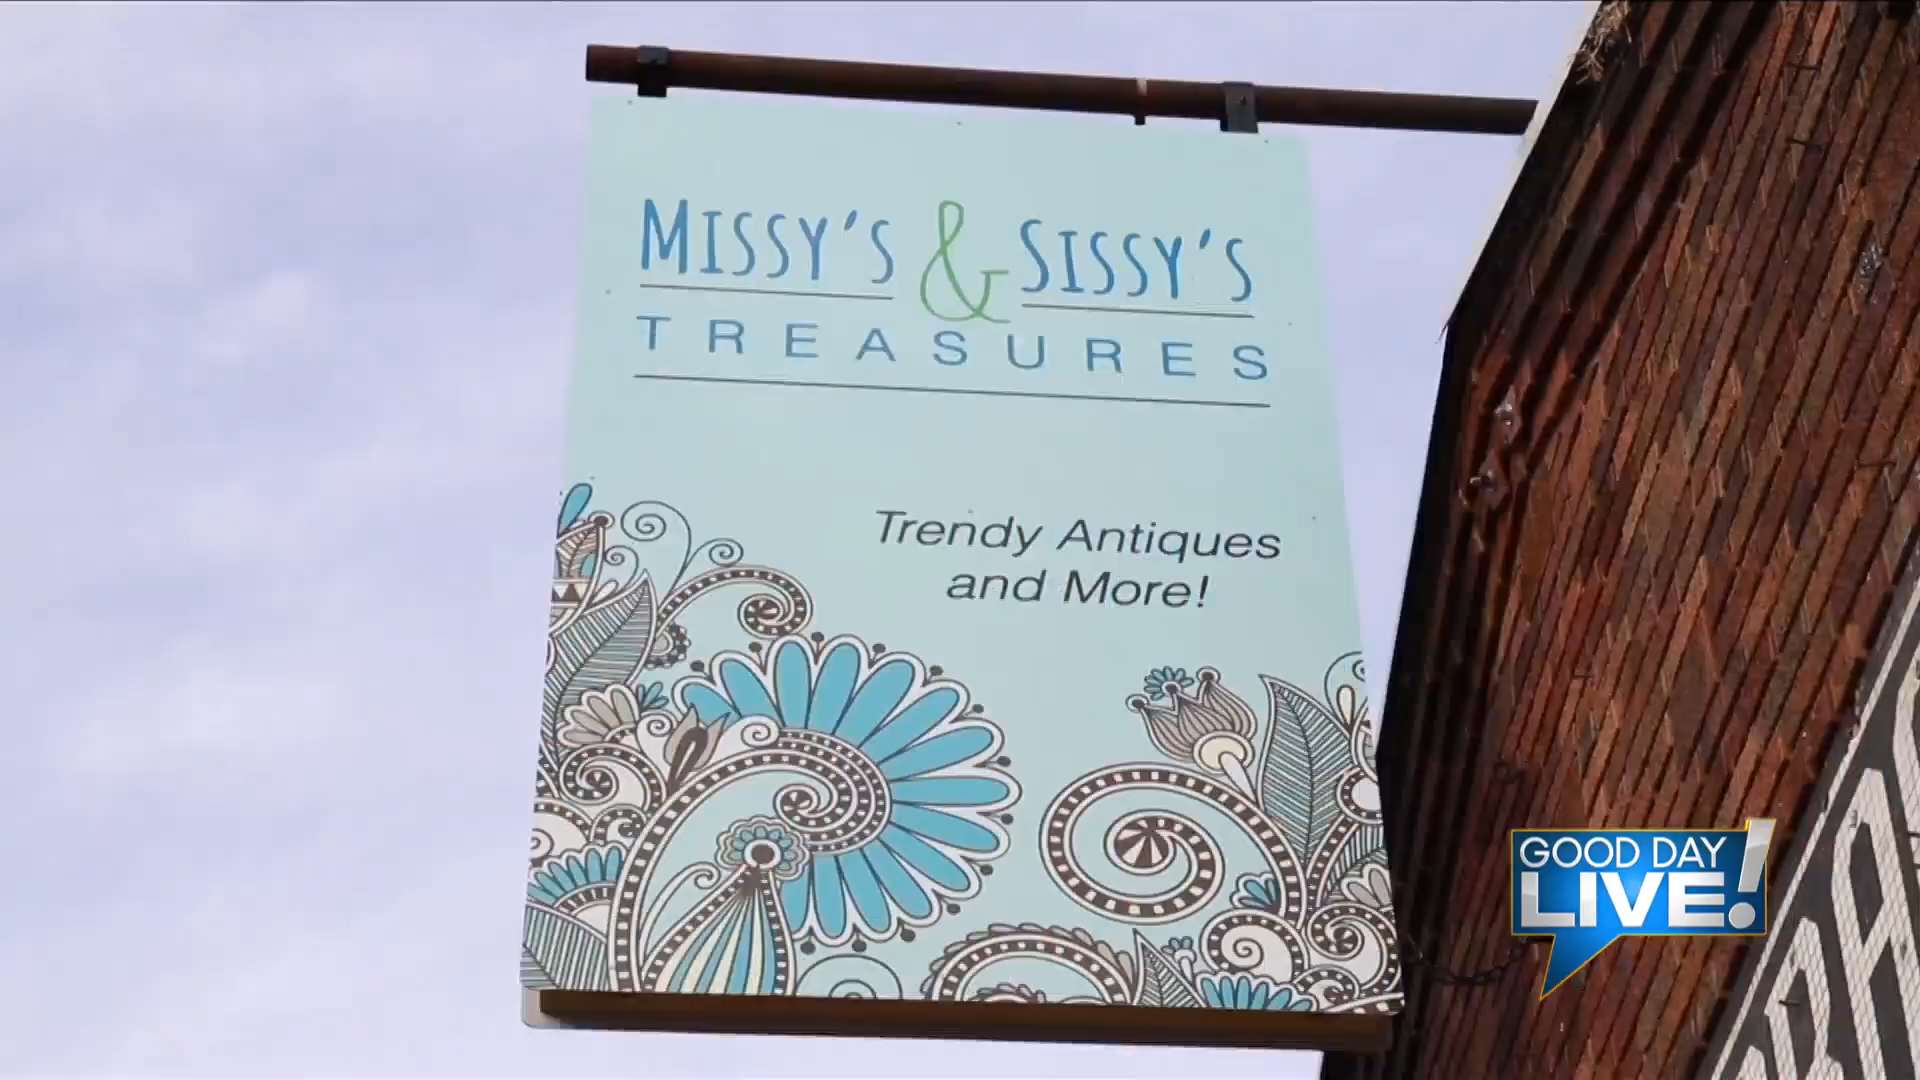 MISSY'S & SISSY'S
TREASURES
Trendy Antiques
and More!
GOOD DAY
LIVE!